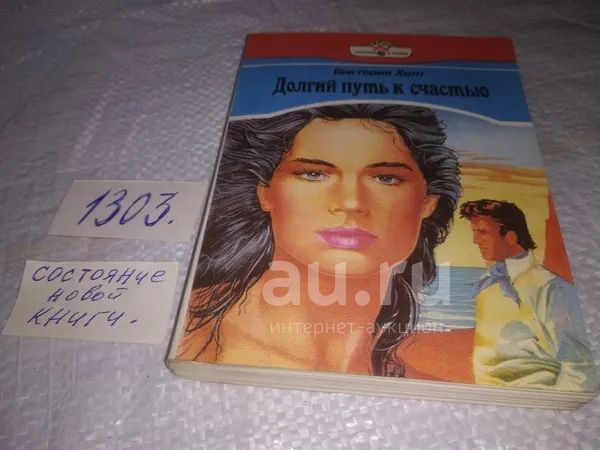 Виктория Холт
Долгий путь к счастью
1303.
состояние
новой
книги.
au.ru
интернет-аукцион